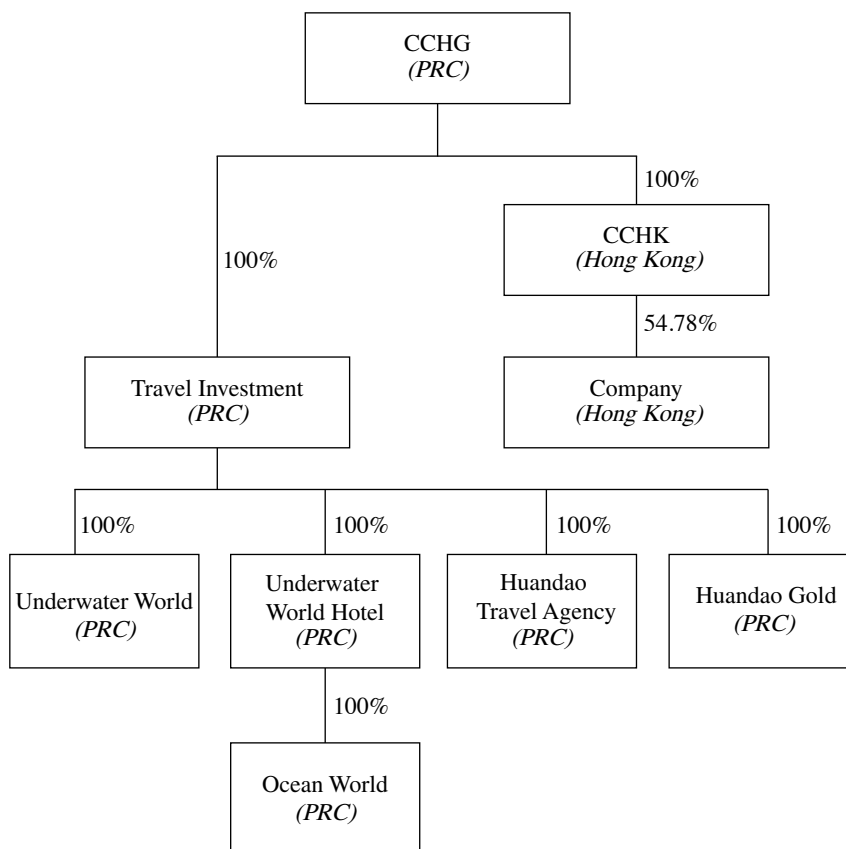 CCHG
(PRC)
100%
CCHK
(Hong Kong)
100%
54.78%
Travel Investment
(PRC)
Company
(Hong Kong)
100%
100%
100%
100%
Underwater World
(PRC)
Underwater
World Hotel
(PRC)
Huandao
Travel Agency
(PRC)
Huandao Gold
(PRC)
100%
Ocean World
(PRC)